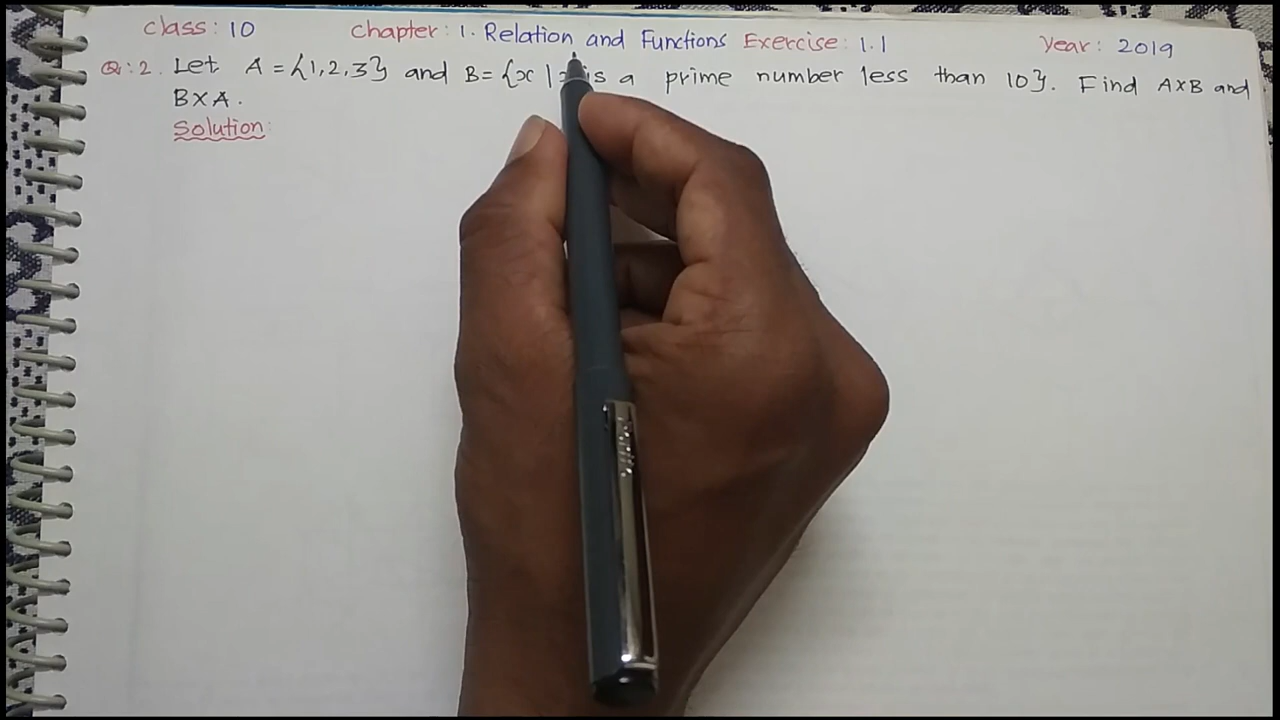 Class: 10 Chapter: 1. Relation and Functions Exercise: 1.1 Year: 2019
Q: 2. Let A = {1,2,3} and B = {x | is a prime number less than 10}. Find A×B and
B×A.
Solution: